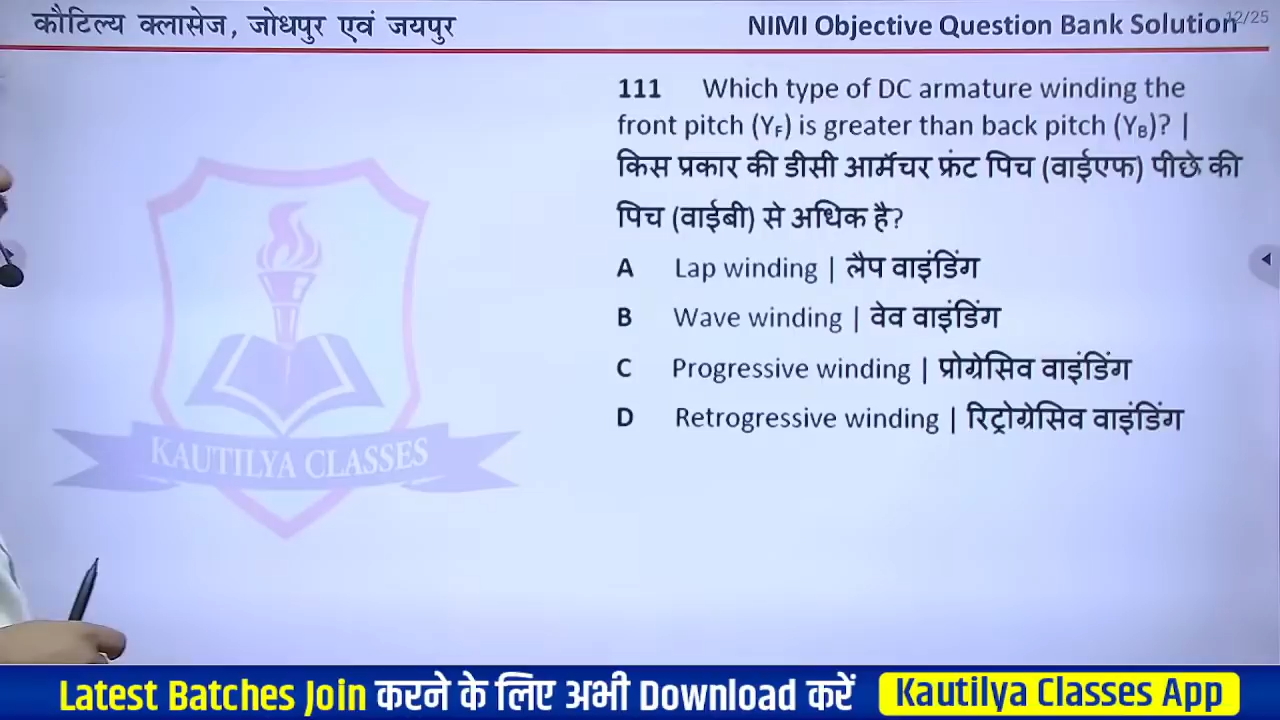 कौटिल्य क्लासेज, जोधपुर एवं जयपुर
NIMI Objective Question Bank Solution
12/25
111 Which type of DC armature winding the
front pitch (YF) is greater than back pitch (YB)? |
किस प्रकार की डीसी आर्मेचर फ्रंट पिच (वाईएफ) पीछे की
पिच (वाईबी) से अधिक है?
A Lap winding | लैप वाइंडिंग
B Wave winding | वेव वाइंडिंग
C Progressive winding | प्रोग्रेसिव वाइंडिंग
D Retrogressive winding | रिट्रोग्रेसिव वाइंडिंग
KAUTILYA CLASSES
Latest Batches Join करने के लिए अभी Download करें
Kautilya Classes App